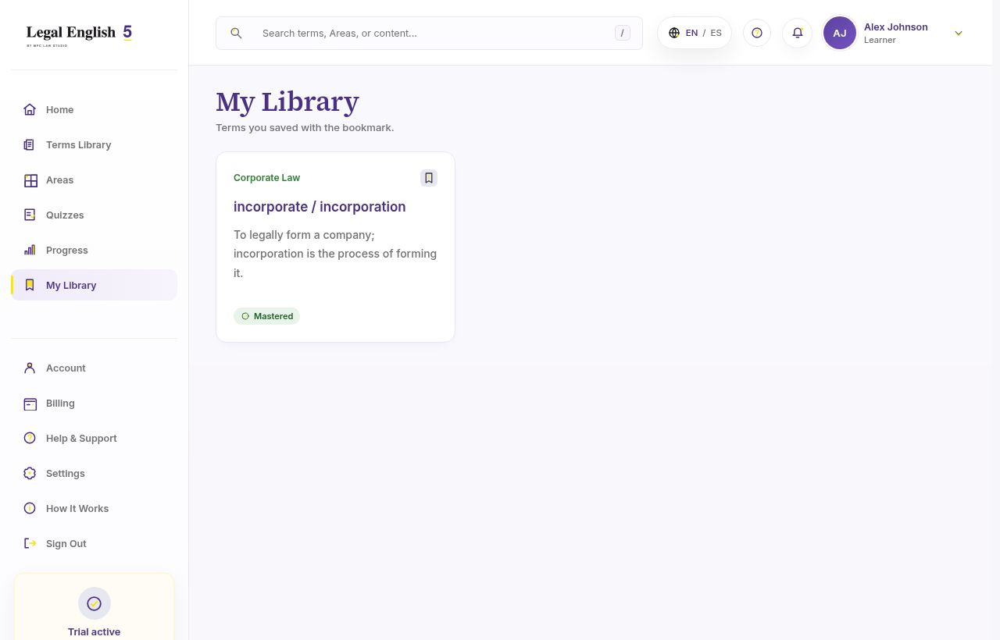 Legal English 5
BY MPC LAW STUDIO
Home
Terms Library
Areas
Quizzes
Progress
My Library
Account
Billing
Help & Support
Settings
How It Works
Sign Out
Trial active
Search terms, Areas, or content...
/
EN / ES
AJ
Alex Johnson
Learner
My Library
Terms you saved with the bookmark.
Corporate Law
incorporate / incorporation
To legally form a company;
incorporation is the process of forming
it.
Mastered